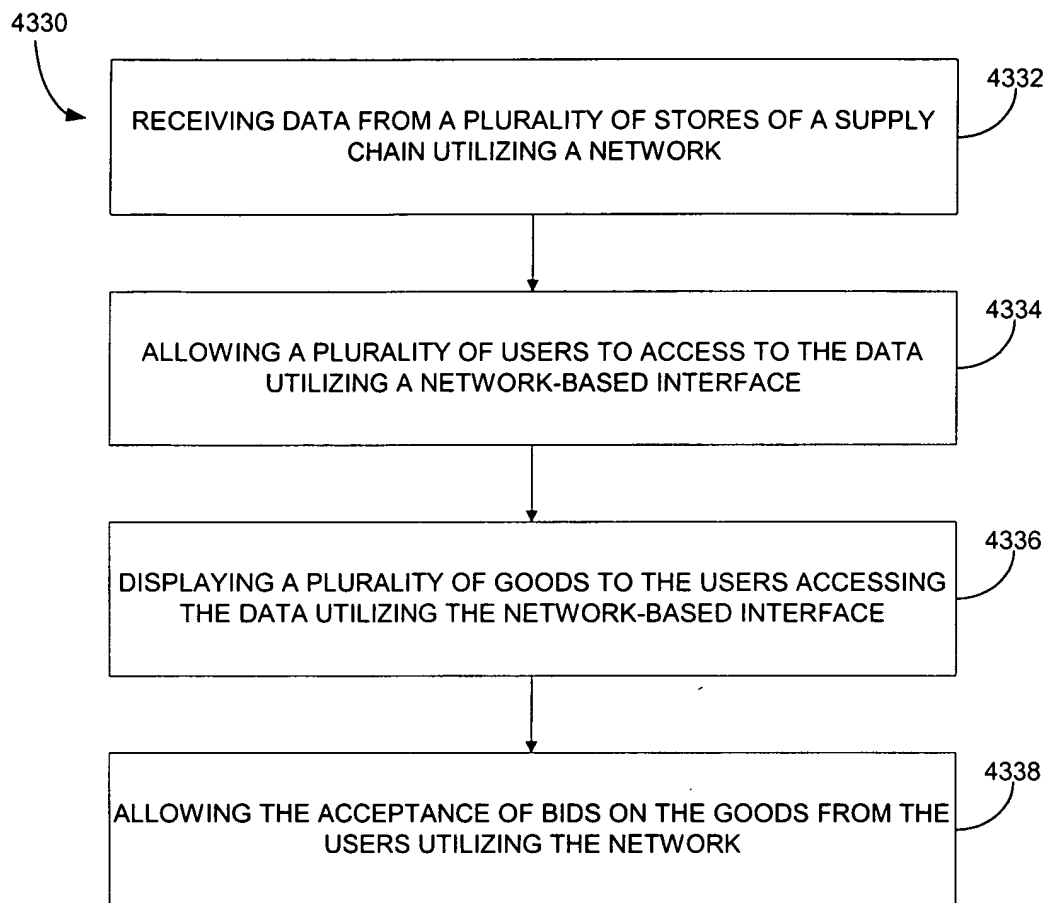 4330
4332
RECEIVING DATA FROM A PLURALITY OF STORES OF A SUPPLY
CHAIN UTILIZING A NETWORK
4334
ALLOWING A PLURALITY OF USERS TO ACCESS TO THE DATA
UTILIZING A NETWORK-BASED INTERFACE
4336
DISPLAYING A PLURALITY OF GOODS TO THE USERS ACCESSING
THE DATA UTILIZING THE NETWORK-BASED INTERFACE
4338
ALLOWING THE ACCEPTANCE OF BIDS ON THE GOODS FROM THE
USERS UTILIZING THE NETWORK